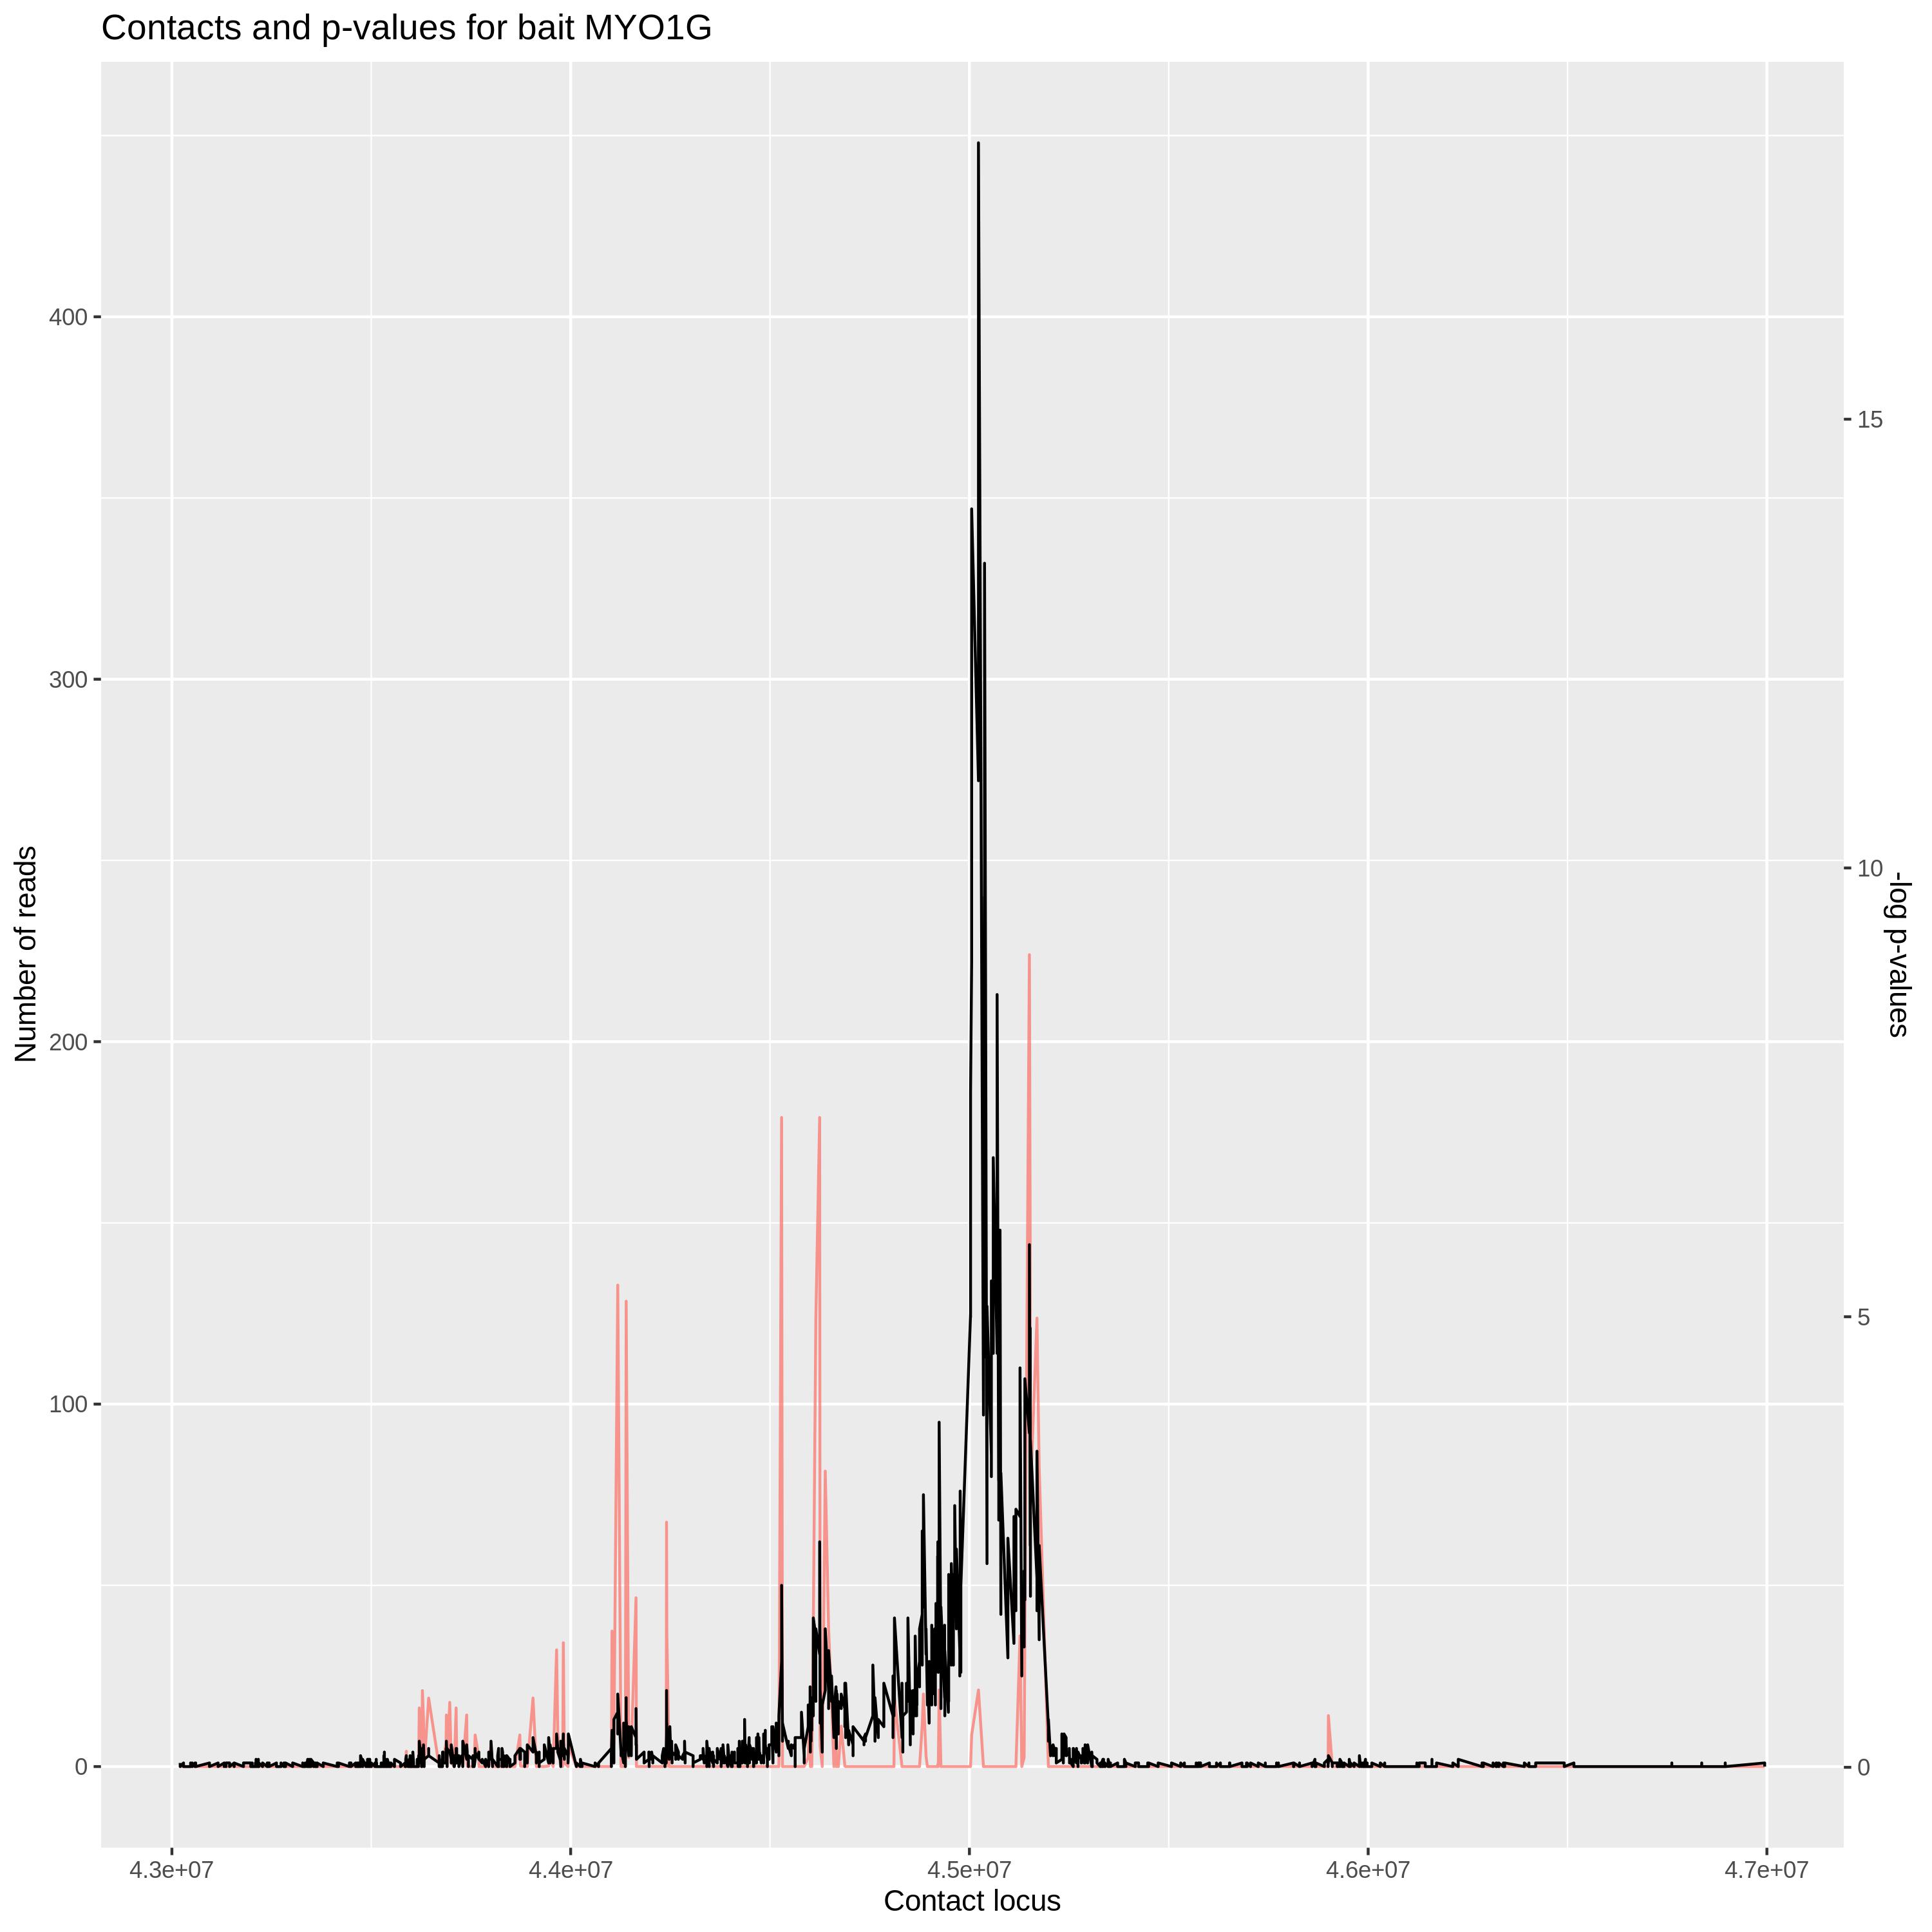 Contacts and p-values for bait MYO1G
Number of reads
400
300
200
100
0
15
10
5
0
-log p-values
4.3e+07
4.4e+07
4.5e+07
4.6e+07
4.7e+07
Contact locus